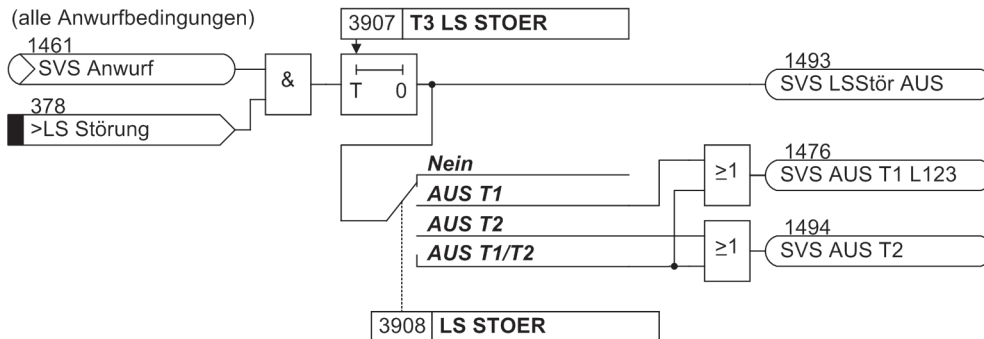 (alle Anwurfbedingungen)
3907 T3 LS STOER
1461
SVS Anwurf
&
T 0
1493
SVS LSStör AUS
378
>LS Störung
Nein
AUS T1
AUS T2
AUS T1/T2
≥1
1476
SVS AUS T1 L123
≥1
1494
SVS AUS T2
3908 LS STOER